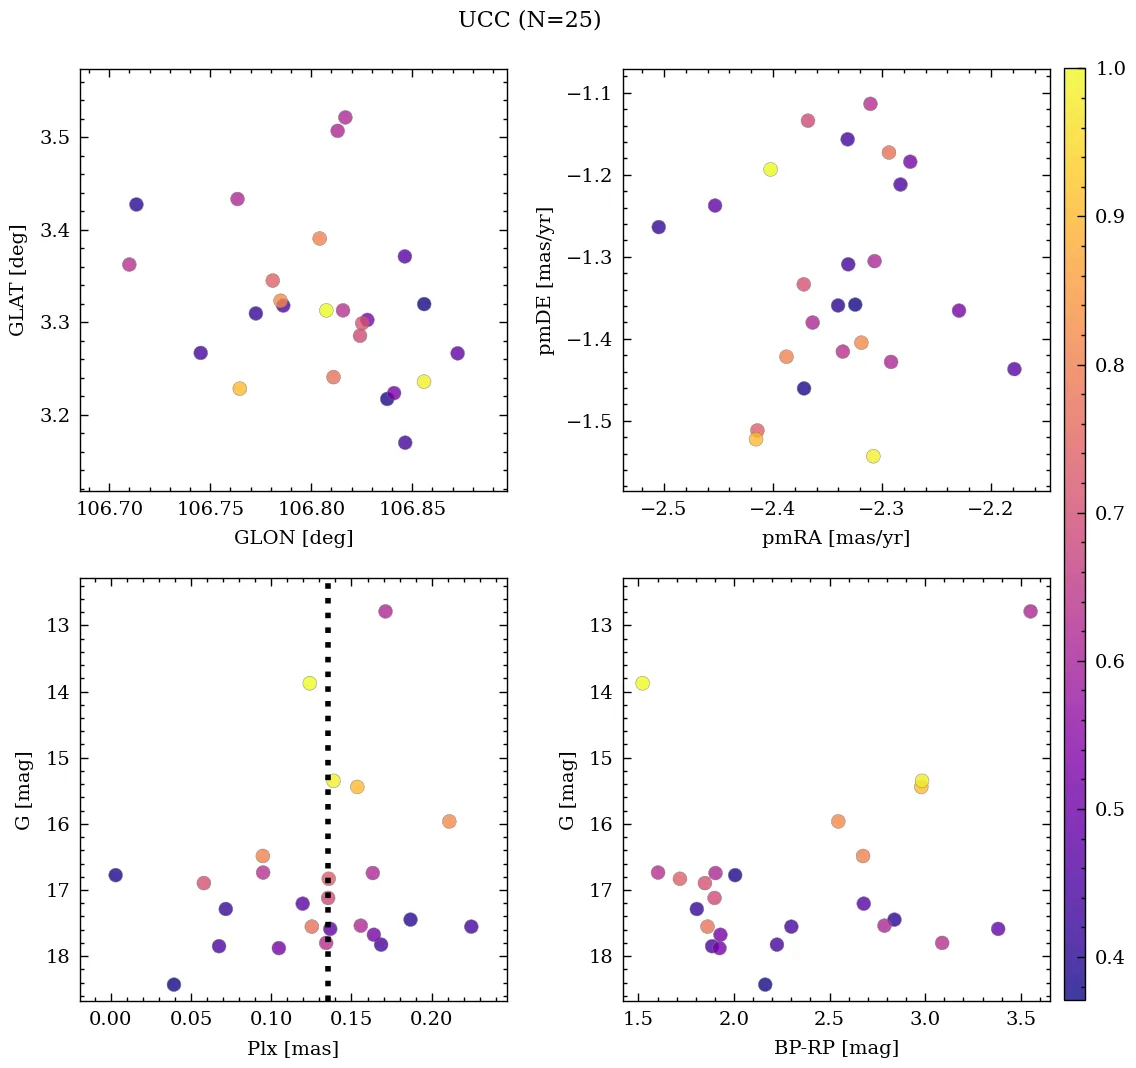 UCC (N=25)
3.5
3.4
3.3
3.2
GLAT [deg]
106.70 106.75 106.80 106.85
GLON [deg]
−1.1
−1.2
−1.3
−1.4
−1.5
pmDE [mas/yr]
−2.5 −2.4 −2.3 −2.2
pmRA [mas/yr]
1.0
0.9
0.8
0.7
0.6
0.5
0.4
13
14
15
16
17
18
G [mag]
0.00 0.05 0.10 0.15 0.20
Plx [mas]
13
14
15
16
17
18
G [mag]
1.5 2.0 2.5 3.0 3.5
BP-RP [mag]